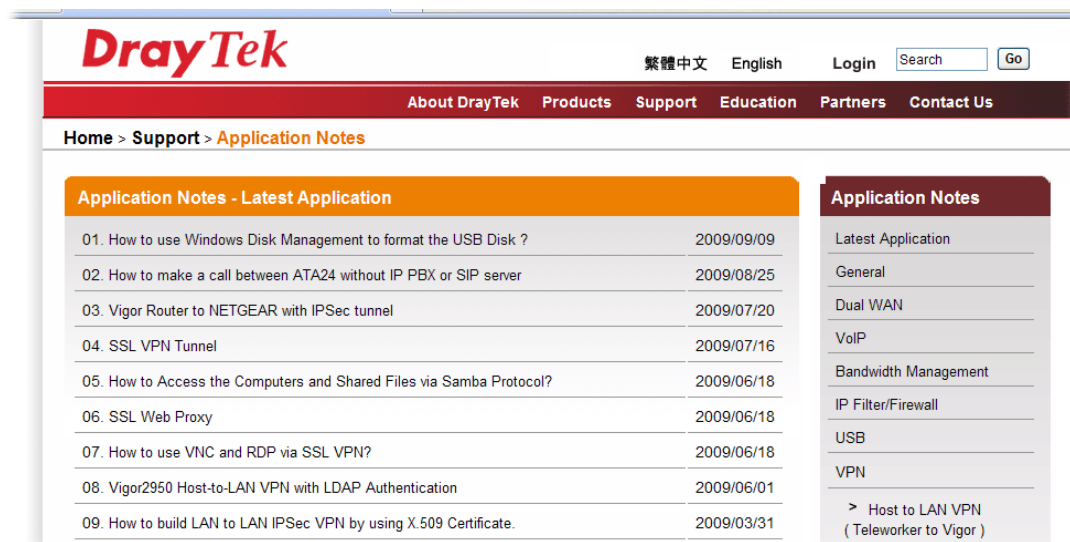 DrayTek
繁體中文 English Login Search Go
About DrayTek Products Support Education Partners Contact Us
Home > Support > Application Notes
Application Notes - Latest Application
01. How to use Windows Disk Management to format the USB Disk ? 2009/09/09
02. How to make a call between ATA24 without IP PBX or SIP server 2009/08/25
03. Vigor Router to NETGEAR with IPSec tunnel 2009/07/20
04. SSL VPN Tunnel 2009/07/16
05. How to Access the Computers and Shared Files via Samba Protocol? 2009/06/18
06. SSL Web Proxy 2009/06/18
07. How to use VNC and RDP via SSL VPN? 2009/06/18
08. Vigor2950 Host-to-LAN VPN with LDAP Authentication 2009/06/01
09. How to build LAN to LAN IPSec VPN by using X.509 Certificate. 2009/03/31
Application Notes
Latest Application
General
Dual WAN
VoIP
Bandwidth Management
IP Filter/Firewall
USB
VPN
> Host to LAN VPN
( Teleworker to Vigor )